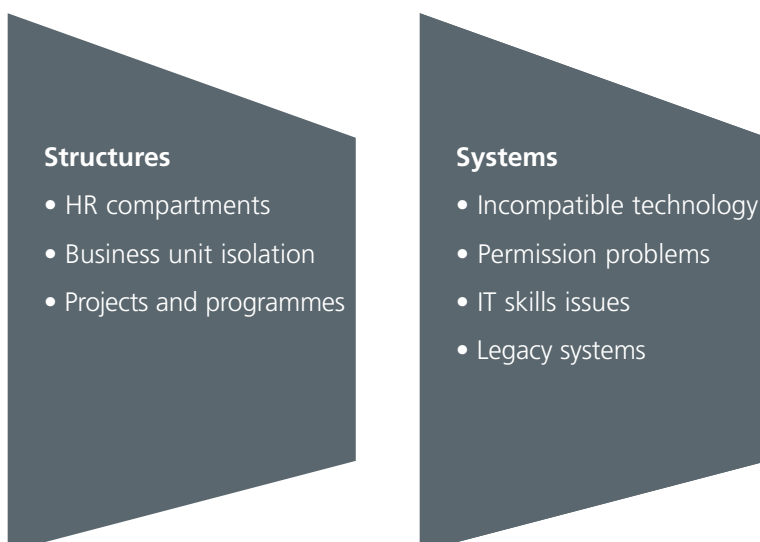 Structures
• HR compartments
• Business unit isolation
• Projects and programmes
Systems
• Incompatible technology
• Permission problems
• IT skills issues
• Legacy systems